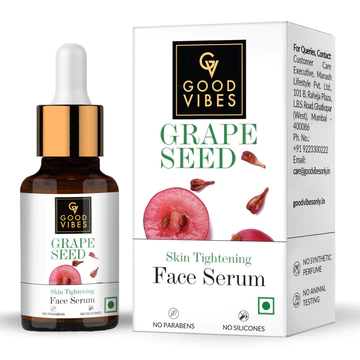 GOOD
VIBES
GRAPE
SEED
Skin Tightening
Face Serum
NO PARABENS
NO SILICONES
GOOD
VIBES
GRAPE
SEED
Skin Tightening
Face Serum
NO PARABENS
NO SILICONES
For Queries, Contact:
Customer Care
Executive, Manash
Lifestyle Pvt. Ltd.,
101 B, Raheja Plaza,
L.B.S. Road, Ghatkopar
(West), Mumbai -
400086
Ph. No.:
+91 9223300222
Email:
care@goodvibesonly.in
goodvibesonly.in
NO SYNTHETIC
PERFUME
NO ANIMAL
TESTING